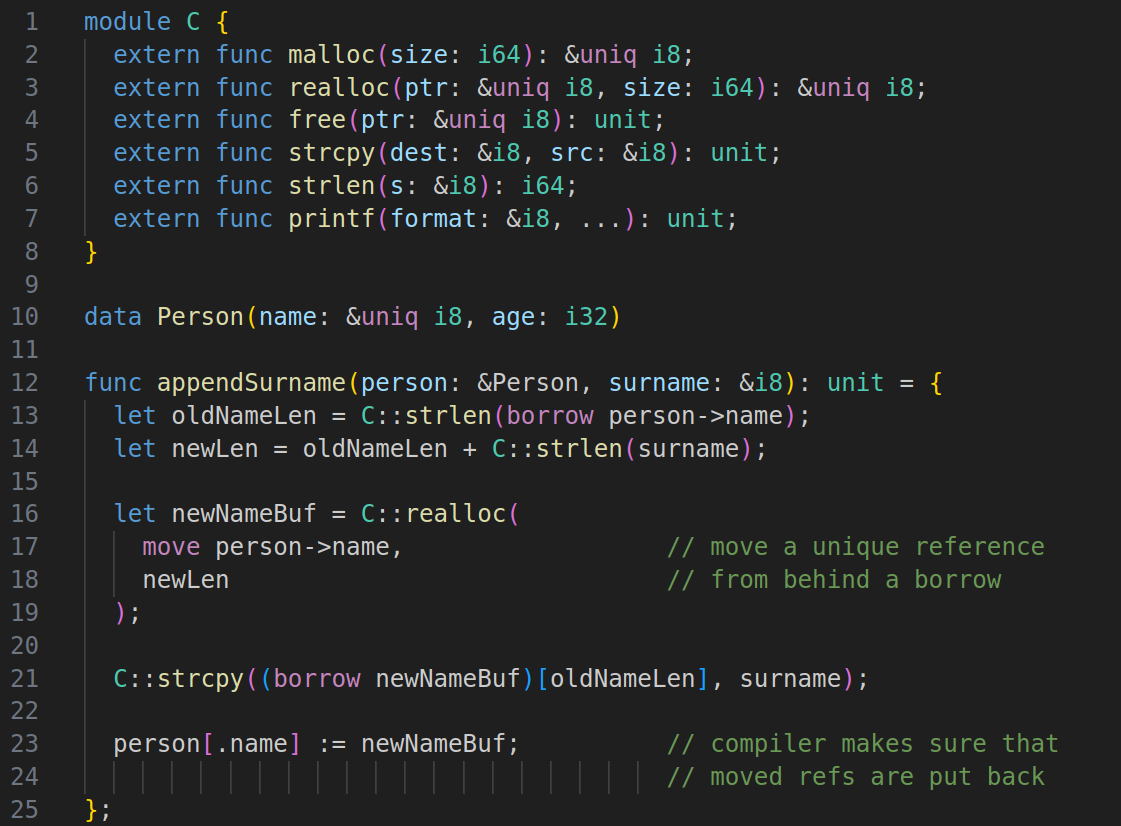 1 module C {
2   extern func malloc(size: i64): &uniq i8;
3   extern func realloc(ptr: &uniq i8, size: i64): &uniq i8;
4   extern func free(ptr: &uniq i8): unit;
5   extern func strcpy(dest: &i8, src: &i8): unit;
6   extern func strlen(s: &i8): i64;
7   extern func printf(format: &i8, ...): unit;
8 }
9
10 data Person(name: &uniq i8, age: i32)
11
12 func appendSurname(person: &Person, surname: &i8): unit = {
13   let oldNameLen = C::strlen(borrow person->name);
14   let newLen = oldNameLen + C::strlen(surname);
15
16   let newNameBuf = C::realloc(
17     move person->name,                  // move a unique reference
18     newLen                              // from behind a borrow
19   );
20
21   C::strcpy((borrow newNameBuf)[oldNameLen], surname);
22
23   person[.name] := newNameBuf;          // compiler makes sure that
24                                         // moved refs are put back
25 };